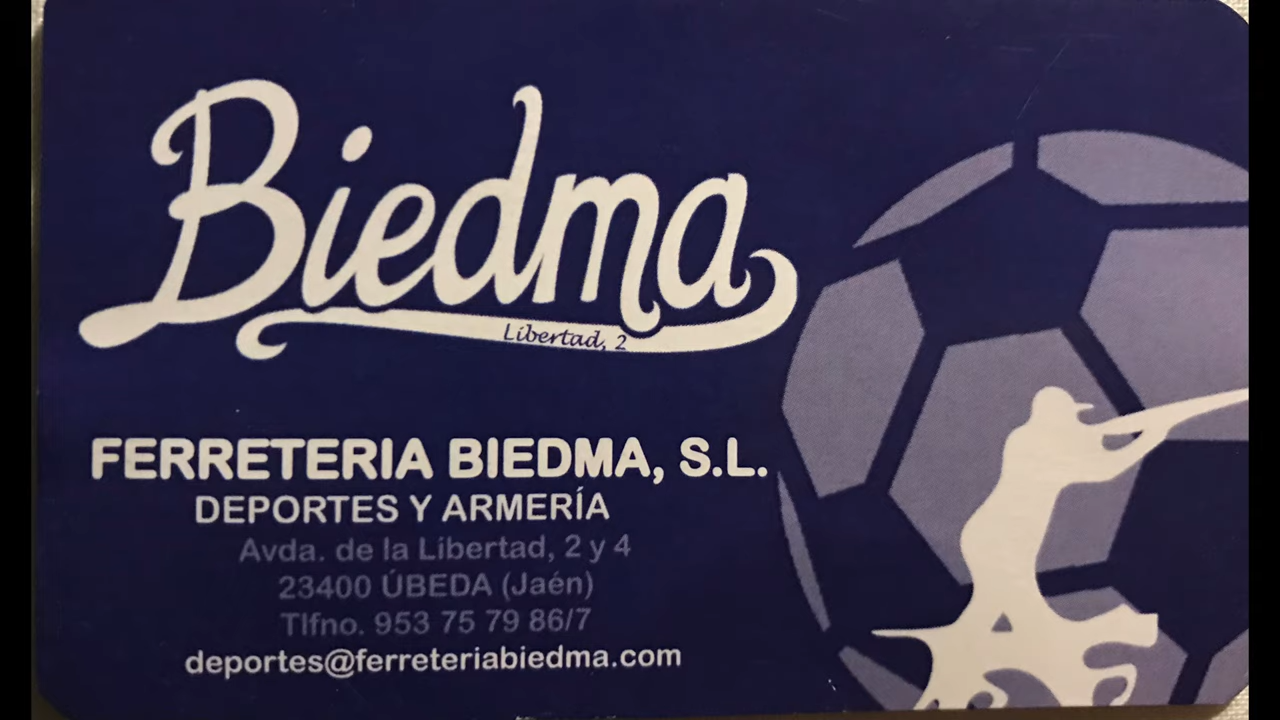 Biedma
Libertad, 2
FERRETERIA BIEDMA, S.L.
DEPORTES Y ARMERÍA
Avda. de la Libertad, 2 y 4
23400 ÚBEDA (Jaén)
Tlfno. 953 75 79 86/7
deportes@ferreteriabiedma.com